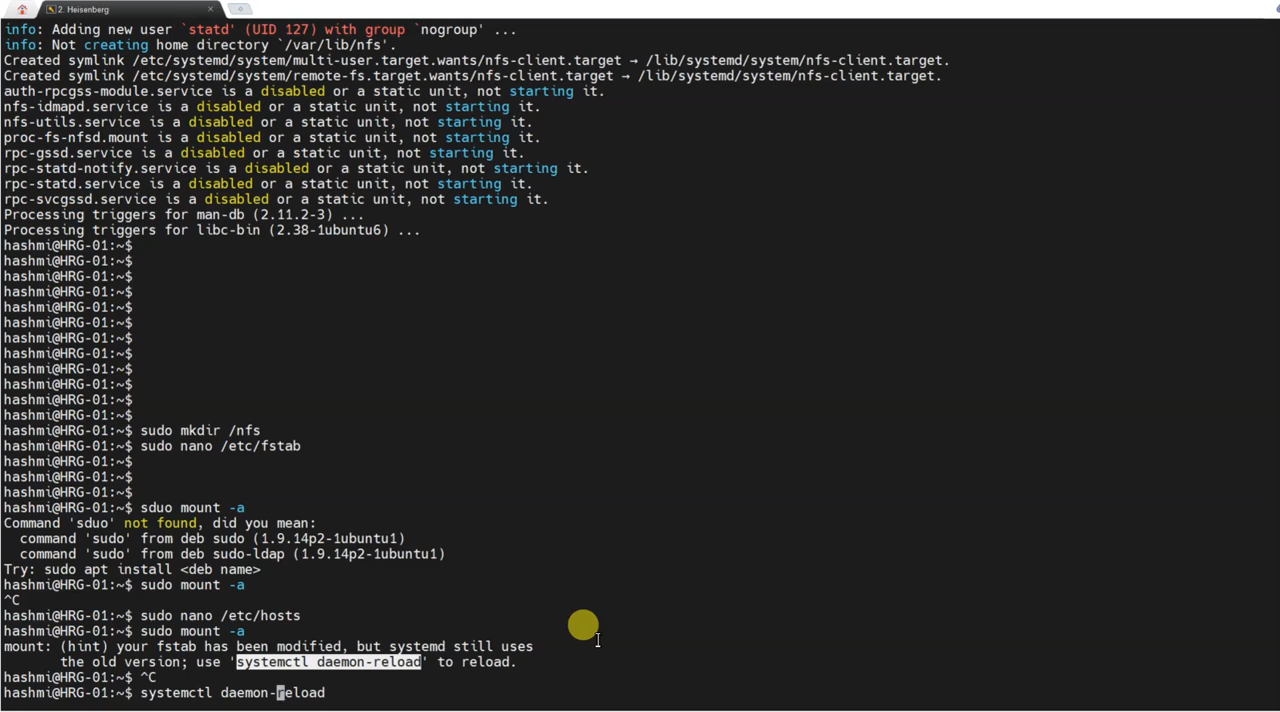 2. Heisenberg
info: Adding new user `statd' (UID 127) with group `nogroup' ...
info: Not creating home directory `/var/lib/nfs'.
Created symlink /etc/systemd/system/multi-user.target.wants/nfs-client.target → /lib/systemd/system/nfs-client.target.
Created symlink /etc/systemd/system/remote-fs.target.wants/nfs-client.target → /lib/systemd/system/nfs-client.target.
auth-rpcgss-module.service is a disabled or a static unit, not starting it.
nfs-idmapd.service is a disabled or a static unit, not starting it.
nfs-utils.service is a disabled or a static unit, not starting it.
proc-fs-nfsd.mount is a disabled or a static unit, not starting it.
rpc-gssd.service is a disabled or a static unit, not starting it.
rpc-statd-notify.service is a disabled or a static unit, not starting it.
rpc-statd.service is a disabled or a static unit, not starting it.
rpc-svcgssd.service is a disabled or a static unit, not starting it.
Processing triggers for man-db (2.11.2-3) ...
Processing triggers for libc-bin (2.38-1ubuntu6) ...
hashmi@HRG-01:~$
hashmi@HRG-01:~$
hashmi@HRG-01:~$
hashmi@HRG-01:~$
hashmi@HRG-01:~$
hashmi@HRG-01:~$
hashmi@HRG-01:~$
hashmi@HRG-01:~$
hashmi@HRG-01:~$
hashmi@HRG-01:~$
hashmi@HRG-01:~$
hashmi@HRG-01:~$
hashmi@HRG-01:~$ sudo mkdir /nfs
hashmi@HRG-01:~$ sudo nano /etc/fstab
hashmi@HRG-01:~$
hashmi@HRG-01:~$
hashmi@HRG-01:~$
hashmi@HRG-01:~$ sduo mount -a
Command 'sduo' not found, did you mean:
command 'sudo' from deb sudo (1.9.14p2-1ubuntu1)
command 'sudo' from deb sudo-ldap (1.9.14p2-1ubuntu1)
Try: sudo apt install <deb name>
hashmi@HRG-01:~$ sudo mount -a
^C
hashmi@HRG-01:~$ sudo nano /etc/hosts
hashmi@HRG-01:~$ sudo mount -a
mount: (hint) your fstab has been modified, but systemd still uses
the old version; use 'systemctl daemon-reload' to reload.
hashmi@HRG-01:~$ ^C
hashmi@HRG-01:~$ systemctl daemon-reload